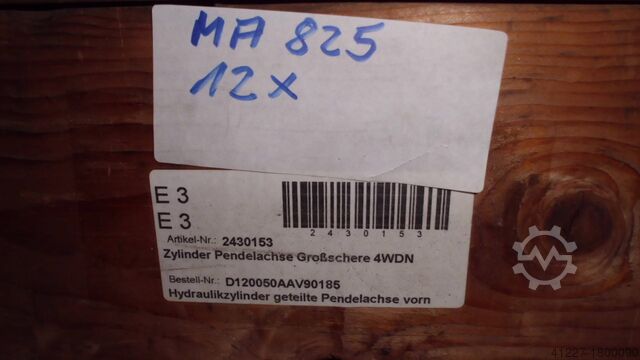 MA 825
12x
E 3
E 3
2430153
Artikel-Nr.: 2430153
Zylinder Pendelachse Großschere 4WDN
Bestell-Nr.: D120050AAV90185
Hydraulikzylinder geteilte Pendelachse vorn